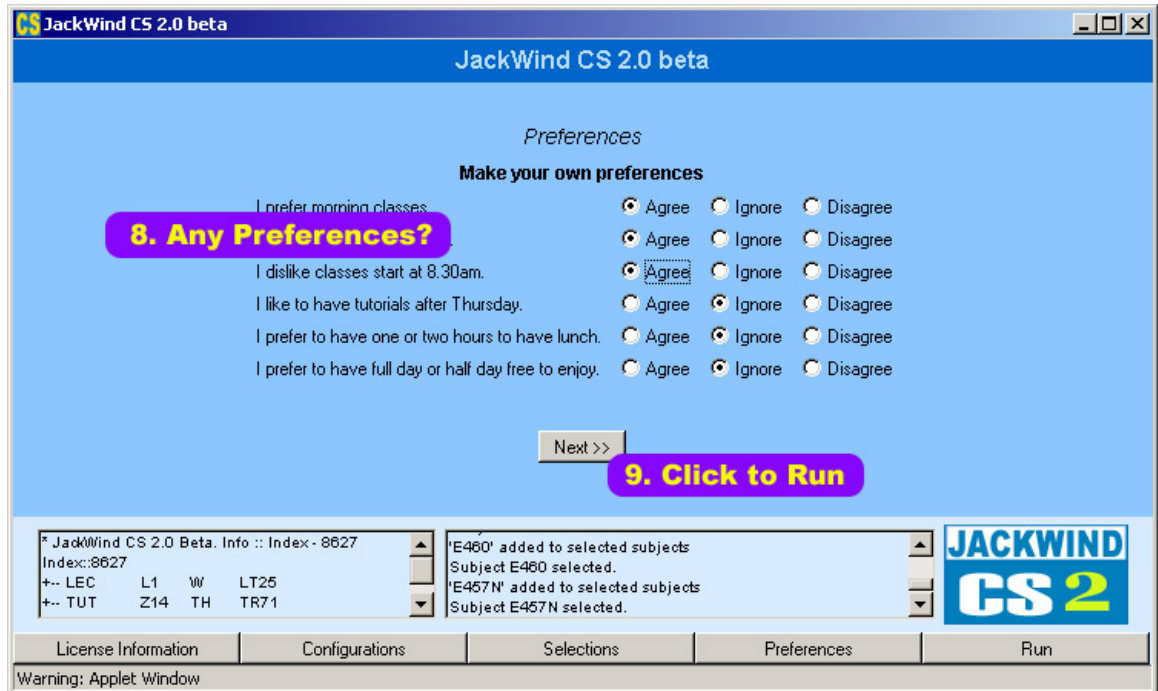 CS JackWind CS 2.0 beta
JackWind CS 2.0 beta
Preferences
Make your own preferences
I prefer morning classes Agree Ignore Disagree
8. Any Preferences? Agree Ignore Disagree
I dislike classes start at 8.30am. Agree Ignore Disagree
I like to have tutorials after Thursday. Agree Ignore Disagree
I prefer to have one or two hours to have lunch. Agree Ignore Disagree
I prefer to have full day or half day free to enjoy. Agree Ignore Disagree
Next >>
9. Click to Run
* JackWind CS 2.0 Beta. Info :: Index - 8627
Index::8627
+-- LEC L1 W LT25
+-- TUT Z14 TH TR71
'E460' added to selected subjects
Subject E460 selected.
'E457N' added to selected subjects
Subject E457N selected.
JACKWIND
CS 2
License Information Configurations Selections Preferences Run
Warning: Applet Window